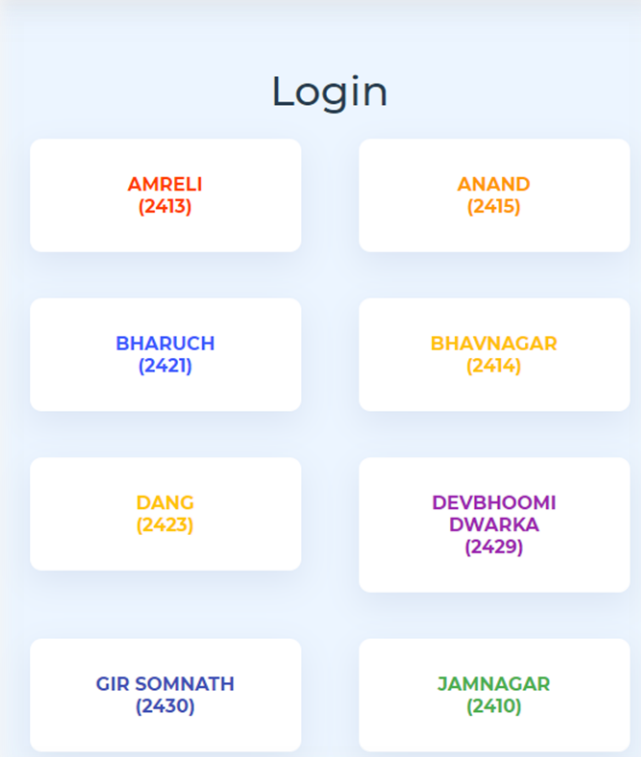 Login
AMRELI
(2413)
ANAND
(2415)
BHARUCH
(2421)
BHAVNAGAR
(2414)
DANG
(2423)
DEVBHOOMI
DWARKA
(2429)
GIR SOMNATH
(2430)
JAMNAGAR
(2410)